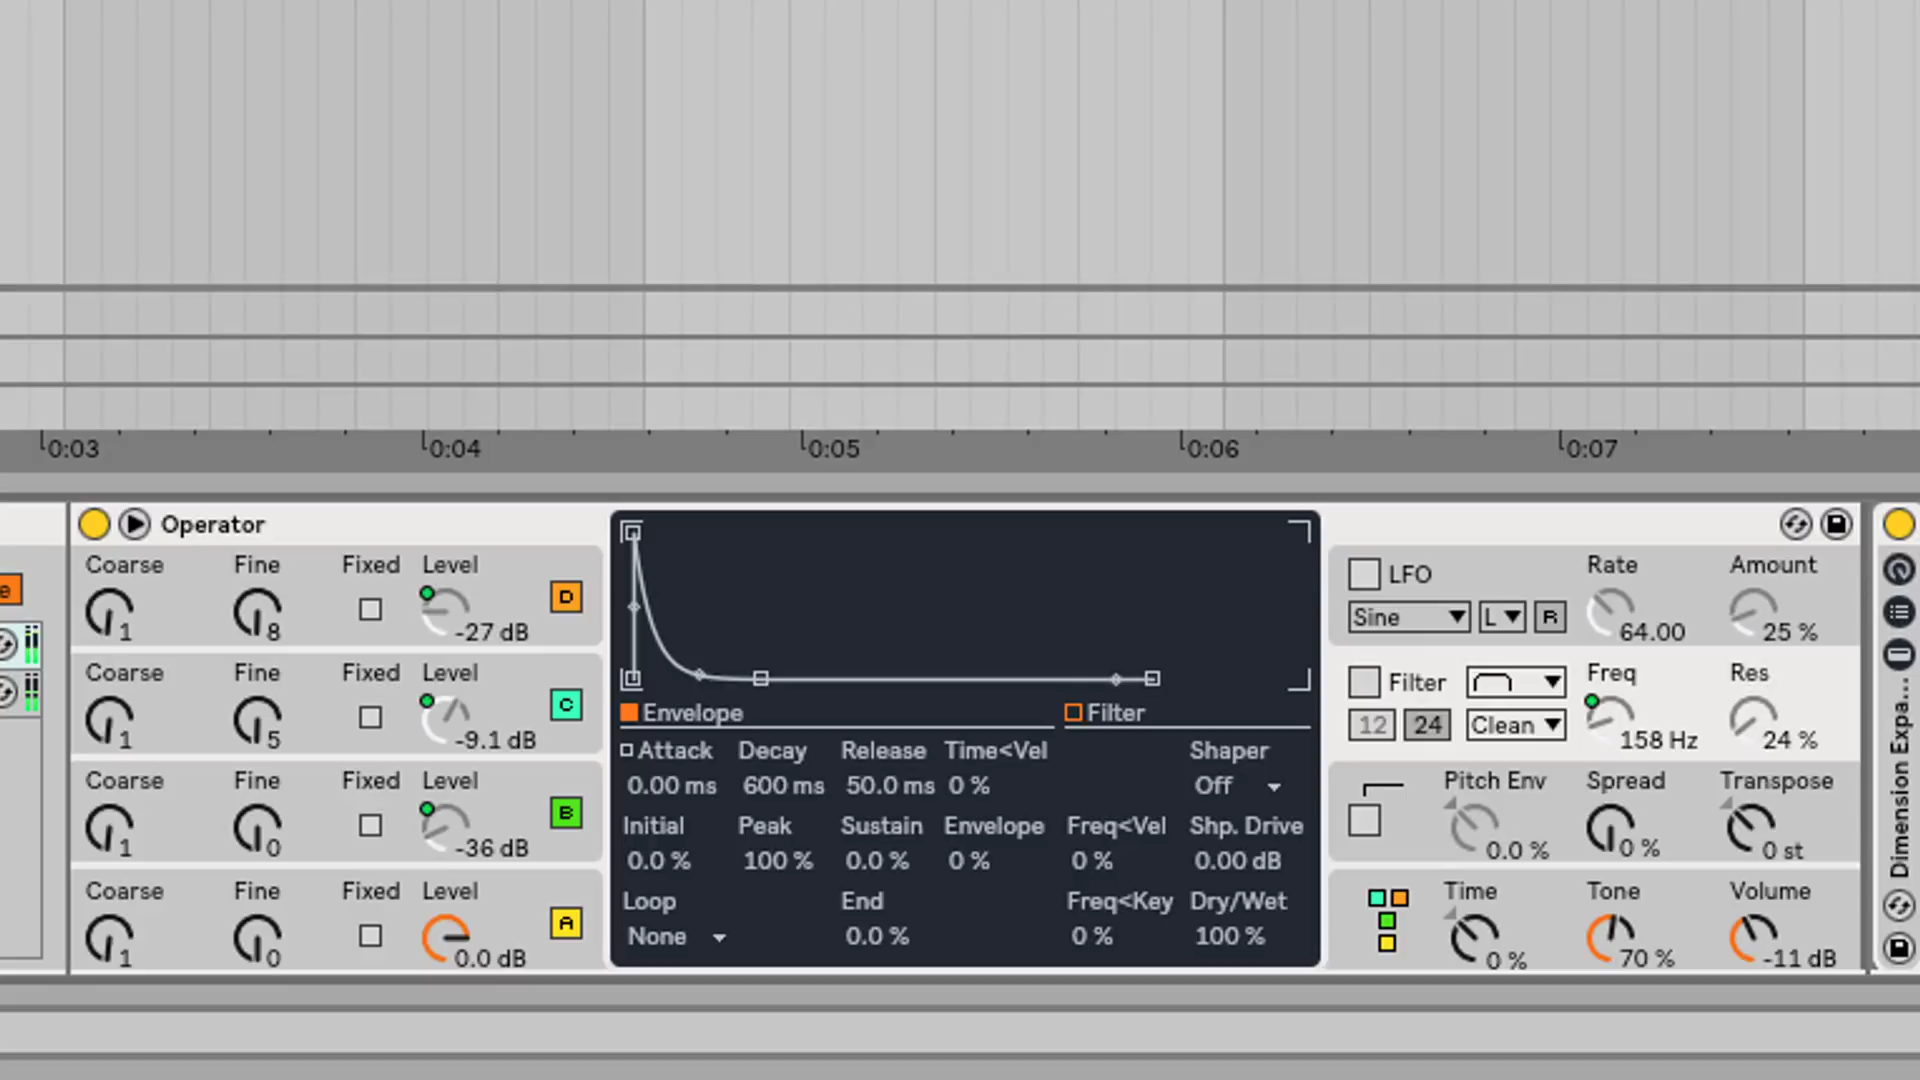 0:03 0:04 0:05 0:06 0:07
Operator
e
Coarse Fine Fixed Level
1 8 -27 dB D
Coarse Fine Fixed Level
1 5 -9.1 dB C
Coarse Fine Fixed Level
1 0 -36 dB B
Coarse Fine Fixed Level
1 0 0.0 dB A
Envelope Filter
Attack Decay Release Time<Vel Shaper
0.00 ms 600 ms 50.0 ms 0 % Off
Initial Peak Sustain Envelope Freq<Vel Shp. Drive
0.0 % 100 % 0.0 % 0 % 0 % 0.00 dB
Loop End Freq<Key Dry/Wet
None 0.0 % 0 % 100 %
LFO Rate Amount
Sine L R 64.00 25 %
Filter Freq Res
12 24 Clean 158 Hz 24 %
Pitch Env Spread Transpose
0.0 % 0 % 0 st
Time Tone Volume
0 % 70 % -11 dB
Dimension Expa...